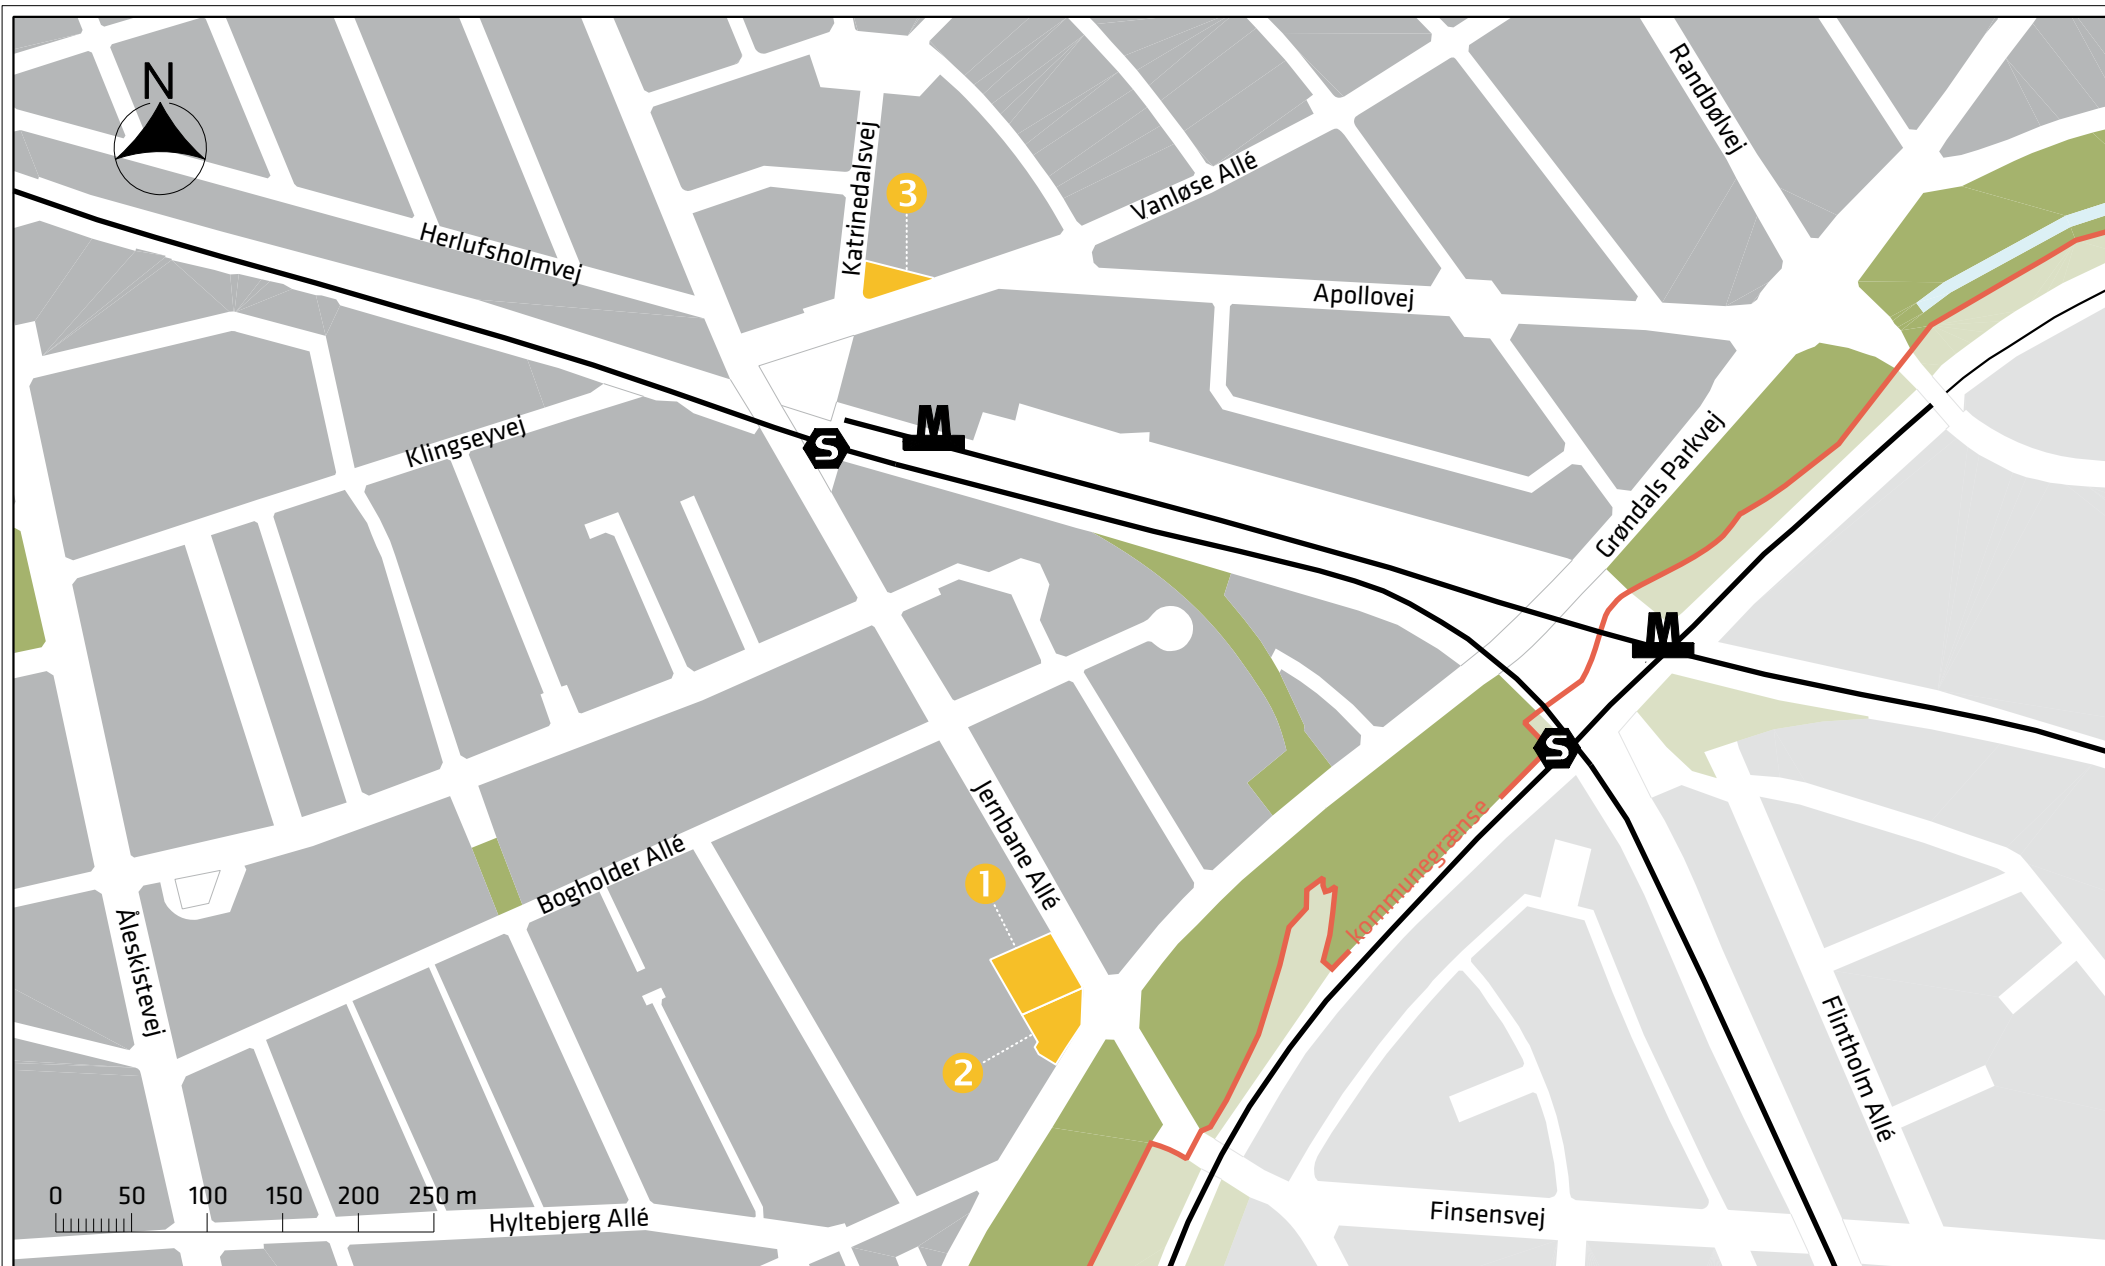 N
Randbølvej
Katrinedalsvej
3
Vanløse Allé
Herlufsholmvej
Apollovej
M
S
Klingseyvej
Grøndals Parkvej
M
S
Jernbane Allé
kommunegrænse
Bogholder Allé
1
Åleskistevej
2
Flintholm Allé
0 50 100 150 200 250 m
Hyltebjerg Allé
Finsensvej